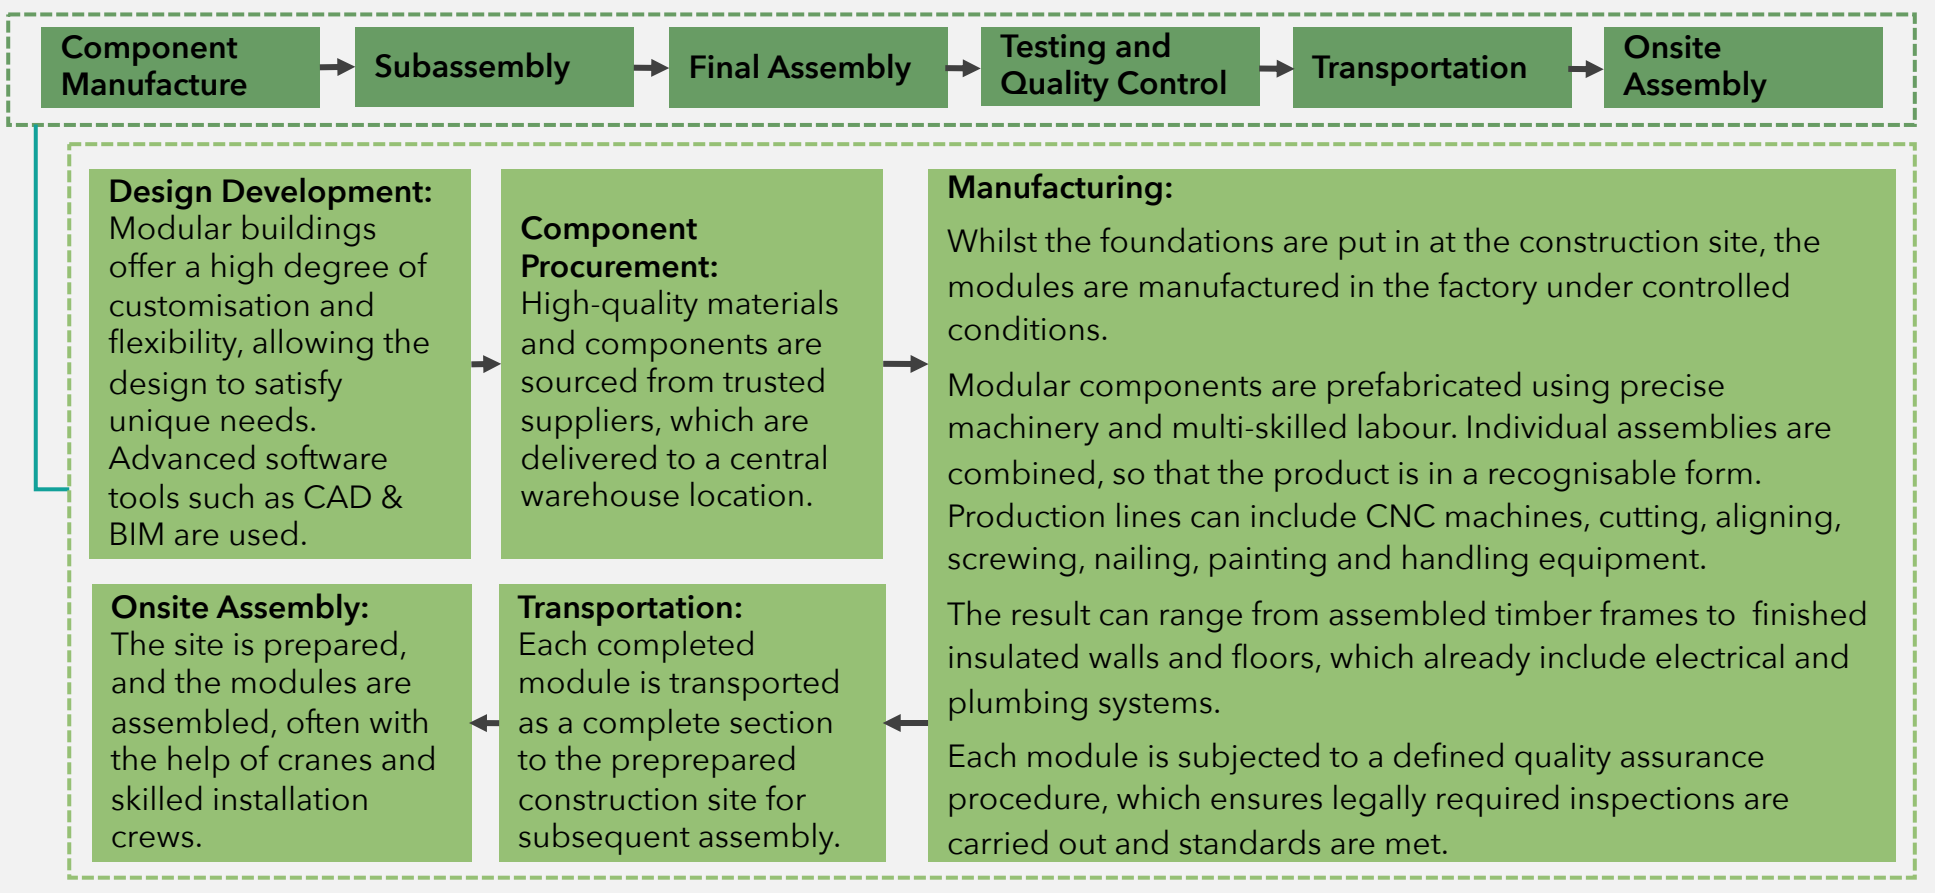 Component
Manufacture
Subassembly
Final Assembly
Testing and
Quality Control
Transportation
Onsite
Assembly
Design Development:
Modular buildings
offer a high degree of
customisation and
flexibility, allowing the
design to satisfy
unique needs.
Advanced software
tools such as CAD &
BIM are used.
Component
Procurement:
High-quality materials
and components are
sourced from trusted
suppliers, which are
delivered to a central
warehouse location.
Manufacturing:
Whilst the foundations are put in at the construction site, the
modules are manufactured in the factory under controlled
conditions.
Modular components are prefabricated using precise
machinery and multi-skilled labour. Individual assemblies are
combined, so that the product is in a recognisable form.
Production lines can include CNC machines, cutting, aligning,
screwing, nailing, painting and handling equipment.
The result can range from assembled timber frames to  finished
insulated walls and floors, which already include electrical and
plumbing systems.
Each module is subjected to a defined quality assurance
procedure, which ensures legally required inspections are
carried out and standards are met.
Transportation:
Each completed
module is transported
as a complete section
to the preprepared
construction site for
subsequent assembly.
Onsite Assembly:
The site is prepared,
and the modules are
assembled, often with
the help of cranes and
skilled installation
crews.